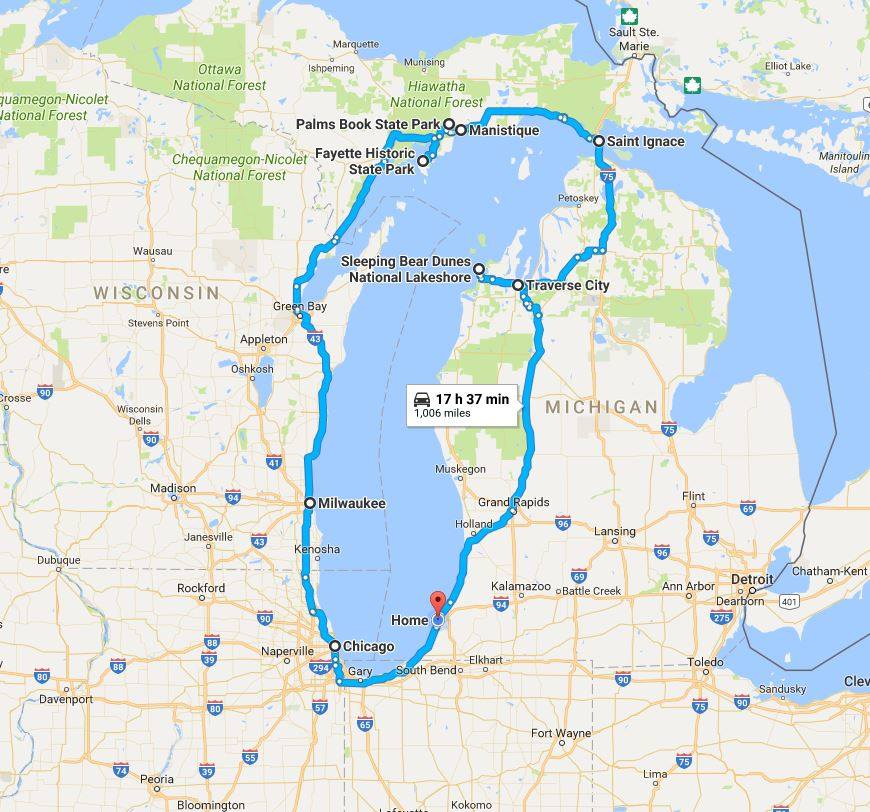 Sault Ste.
Marie
Elliot Lake
Marquette
Ishpeming
Munising
Ottawa
National Forest
Hiawatha
National Forest
quamegon-Nicolet
National Forest
Palms Book State Park
Manistique
Saint Ignace
Chequamegon-Nicolet
National Forest
Fayette Historic
State Park
Manitoulin
Island
75
Petoskey
Wausau
Sleeping Bear Dunes
National Lakeshore
Traverse City
WISCONSIN
Green Bay
Stevens Point
43
Appleton
Oshkosh
90
Crosse
Wisconsin
Dells
90
17 h 37 min
1,006 miles
MICHIGAN
75
41
Muskegon
Madison
94
Milwaukee
Grand Rapids
Flint
69
Holland
96
Lansing
Janesville
43
Kenosha
96
75
Dubuque
Rockford
69
Kalamazoo
Battle Creek
94
Ann Arbor
Detroit
Dearborn
Chatham-Kent
401
275
90
Home
88
Naperville
Chicago
39
294
Gary
South Bend
Elkhart
80
88
90
Toledo
Davenport
80
57
65
75
90
Sandusky
Clev
Fort Wayne
55
74
39
75
Lima
Peoria
Bloomington
Kokomo